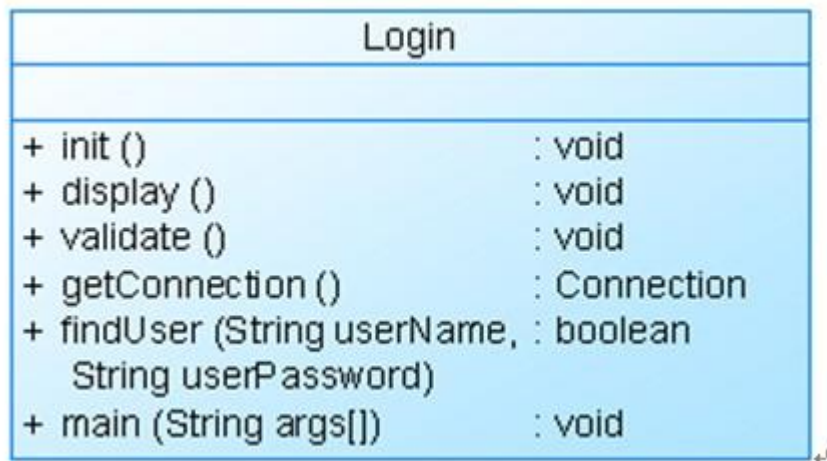 Login
+ init () : void
+ display () : void
+ validate () : void
+ getConnection () : Connection
+ findUser (String userName, : boolean
String userPassword)
+ main (String args[]) : void